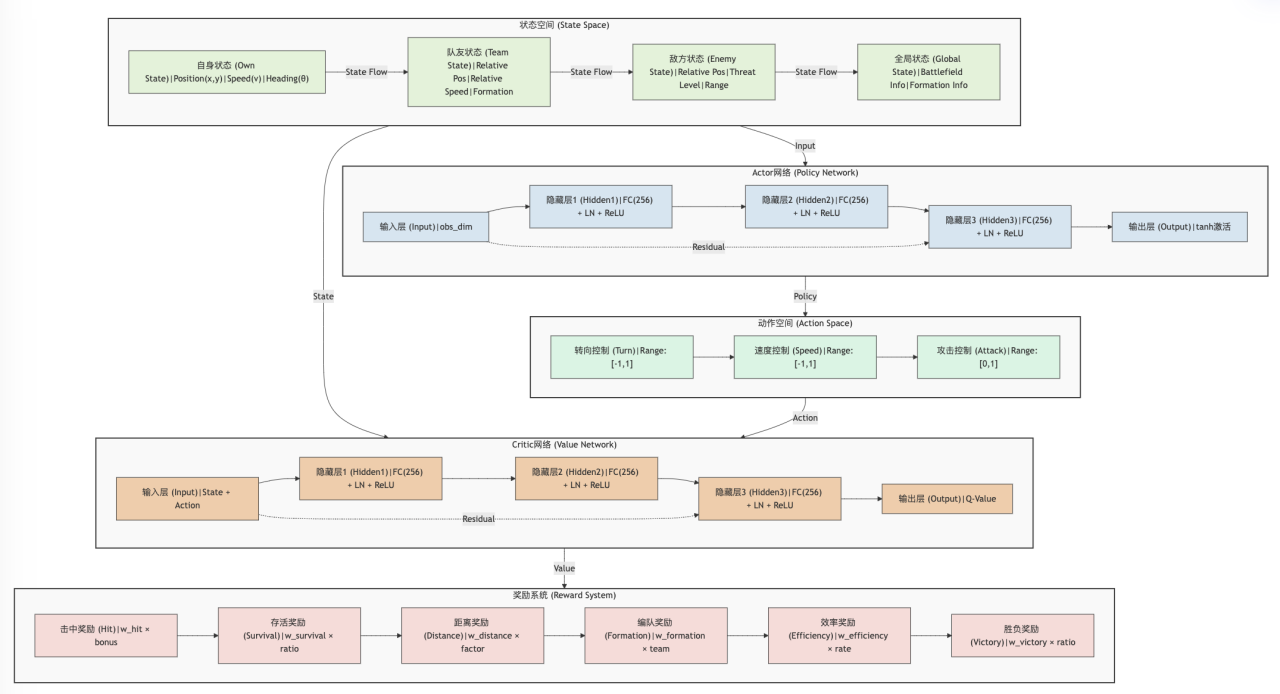 状态空间 (State Space)
自身状态 (Own
State)|Position(x,y)|Speed(v)|Heading(θ)
State Flow
队友状态 (Team
State)|Relative
Pos|Relative
Speed|Formation
State Flow
敌方状态 (Enemy
State)|Relative Pos|Threat
Level|Range
State Flow
全局状态 (Global
State)|Battlefield
Info|Formation Info
Input
Actor网络 (Policy Network)
输入层 (Input)|obs_dim
隐藏层1 (Hidden1)|FC(256)
+ LN + ReLU
隐藏层2 (Hidden2)|FC(256)
+ LN + ReLU
隐藏层3 (Hidden3)|FC(256)
+ LN + ReLU
输出层 (Output)|tanh激活
Residual
State
Policy
动作空间 (Action Space)
转向控制 (Turn)|Range:
[-1,1]
速度控制 (Speed)|Range:
[-1,1]
攻击控制 (Attack)|Range:
[0,1]
Action
Critic网络 (Value Network)
输入层 (Input)|State +
Action
隐藏层1 (Hidden1)|FC(256)
+ LN + ReLU
隐藏层2 (Hidden2)|FC(256)
+ LN + ReLU
隐藏层3 (Hidden3)|FC(256)
+ LN + ReLU
输出层 (Output)|Q-Value
Residual
Value
奖励系统 (Reward System)
击中奖励 (Hit)|w_hit ×
bonus
存活奖励
(Survival)|w_survival ×
ratio
距离奖励
(Distance)|w_distance ×
factor
编队奖励
(Formation)|w_formation
× team
效率奖励
(Efficiency)|w_efficiency
× rate
胜负奖励
(Victory)|w_victory × ratio